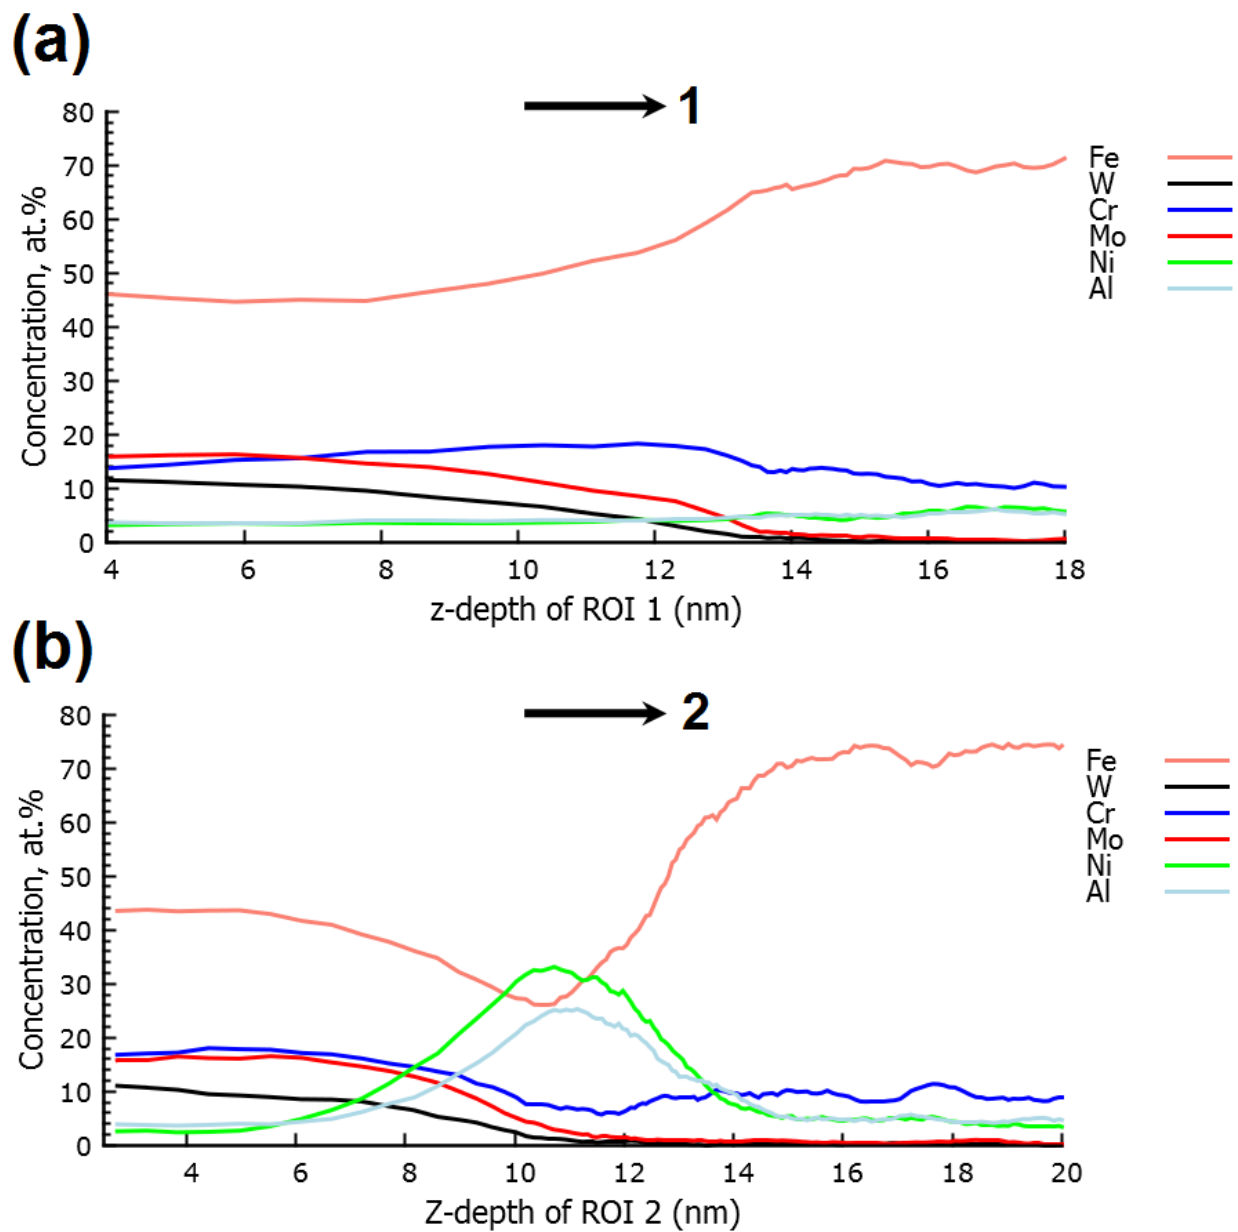 (a)
1
80
70
60
50
40
30
20
10
0
Concentration, at.%
4 6 8 10 12 14 16 18
z-depth of ROI 1 (nm)
Fe
W
Cr
Mo
Ni
Al
(b)
2
80
70
60
50
40
30
20
10
0
Concentration, at.%
4 6 8 10 12 14 16 18 20
Z-depth of ROI 2 (nm)
Fe
W
Cr
Mo
Ni
Al